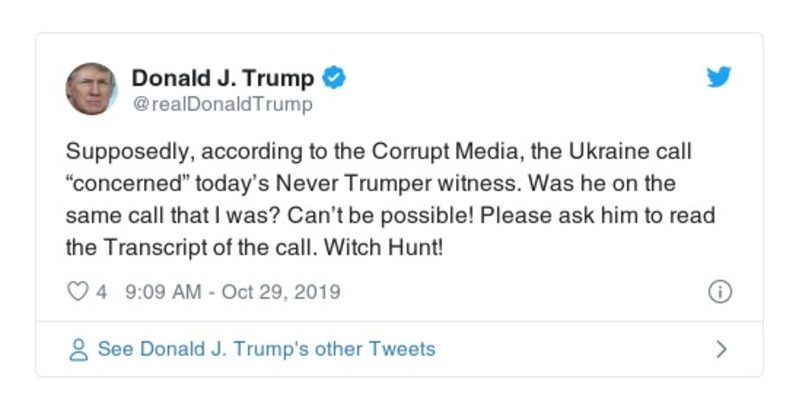 Donald J. Trump
@realDonaldTrump
Supposedly, according to the Corrupt Media, the Ukraine call
“concerned” today’s Never Trumper witness. Was he on the
same call that I was? Can’t be possible! Please ask him to read
the Transcript of the call. Witch Hunt!
4 9:09 AM - Oct 29, 2019
See Donald J. Trump's other Tweets